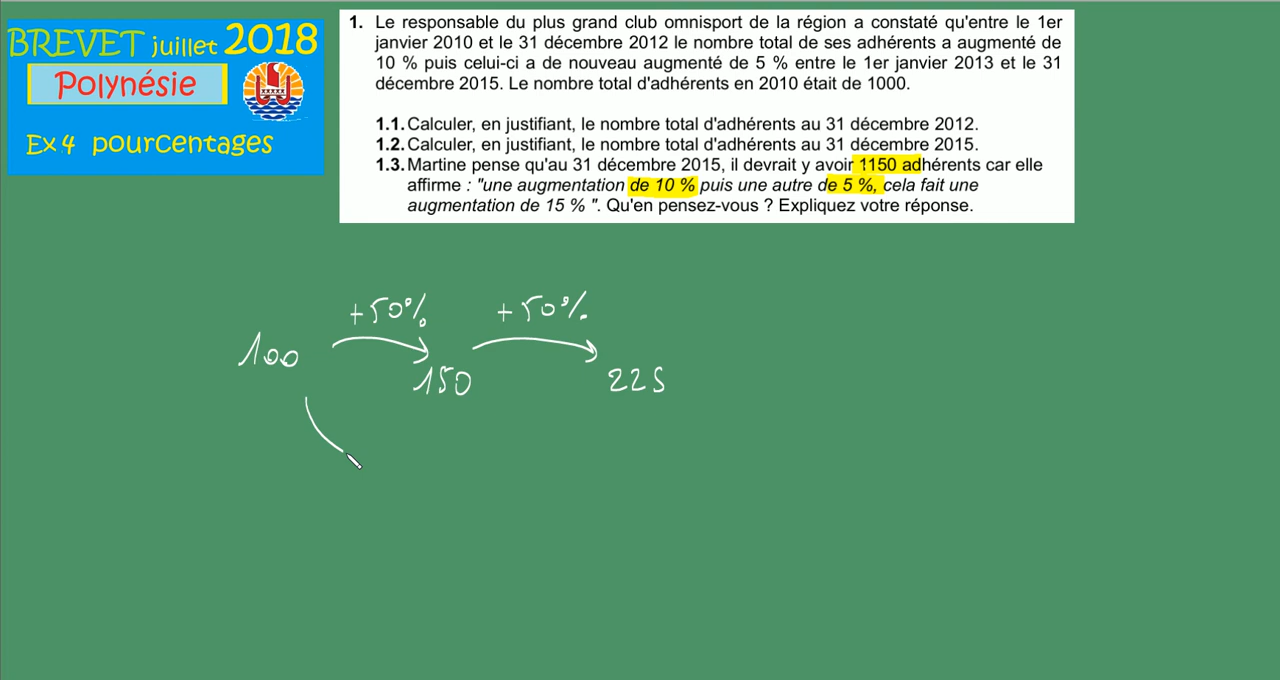 BREVET juillet 2018
Polynésie
Ex 4 pourcentages
1. Le responsable du plus grand club omnisport de la région a constaté qu'entre le 1er
janvier 2010 et le 31 décembre 2012 le nombre total de ses adhérents a augmenté de
10 % puis celui-ci a de nouveau augmenté de 5 % entre le 1er janvier 2013 et le 31
décembre 2015. Le nombre total d'adhérents en 2010 était de 1000.
1.1. Calculer, en justifiant, le nombre total d'adhérents au 31 décembre 2012.
1.2. Calculer, en justifiant, le nombre total d'adhérents au 31 décembre 2015.
1.3. Martine pense qu'au 31 décembre 2015, il devrait y avoir 1150 adhérents car elle
affirme : "une augmentation de 10 % puis une autre de 5 %, cela fait une
augmentation de 15 % ". Qu'en pensez-vous ? Expliquez votre réponse.
+50% +50%
100 150 225